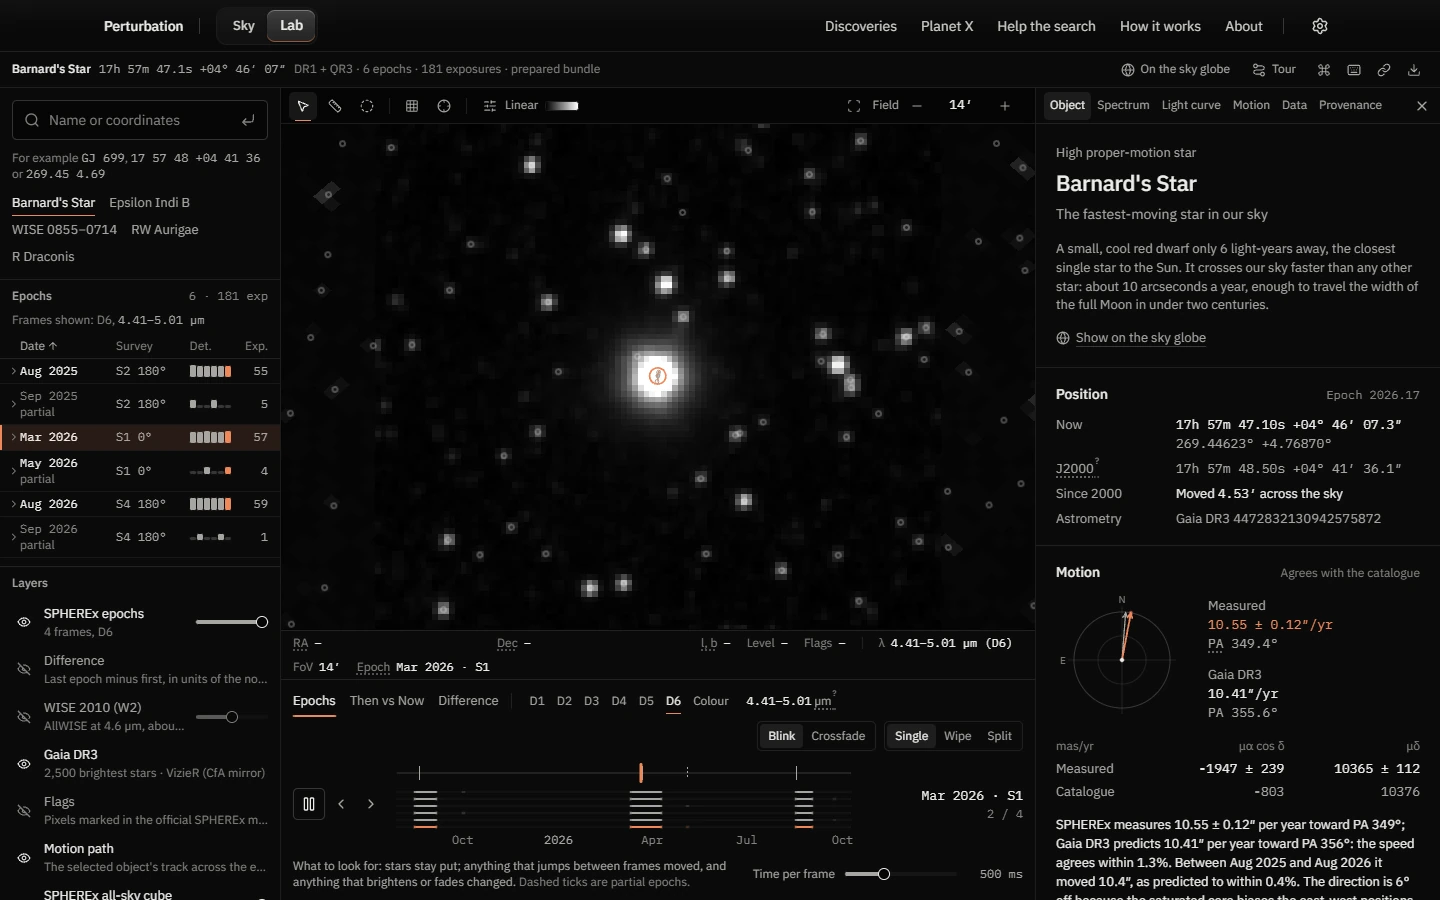 Perturbation
Sky
Lab
Discoveries
Planet X
Help the search
How it works
About
Barnard's Star 17h 57m 47.1s +04° 46′ 07″ DR1 + QR3 · 6 epochs · 181 exposures · prepared bundle
On the sky globe
Tour
Name or coordinates
For example GJ 699, 17 57 48 +04 41 36
or 269.45 4.69
Barnard's Star
Epsilon Indi B
WISE 0855−0714
RW Aurigae
R Draconis
Epochs
6 · 181 exp
Frames shown: D6, 4.41–5.01 µm
Date ↑ Survey Det. Exp.
Aug 2025 S2 180° 55
Sep 2025 S2 180° 5
partial
Mar 2026 S1 0° 57
May 2026 S1 0° 4
partial
Aug 2026 S4 180° 59
Sep 2026 S4 180° 1
partial
Layers
SPHEREx epochs
4 frames, D6
Difference
Last epoch minus first, in units of the no...
WISE 2010 (W2)
AllWISE at 4.6 µm, abou...
Gaia DR3
2,500 brightest stars · VizieR (CfA mirror)
Flags
Pixels marked in the official SPHEREx m...
Motion path
The selected object's track across the e...
SPHEREx all-sky cube
Linear
Field
14′
RA –
Dec –
l, b –
Level –
Flags –
λ 4.41–5.01 µm (D6)
FoV 14′
Epoch Mar 2026 · S1
Epochs
Then vs Now
Difference
D1 D2 D3 D4 D5 D6 Colour
4.41–5.01 µm ?
Blink
Crossfade
Single
Wipe
Split
Mar 2026 · S1
2 / 4
Oct 2026 Apr Jul Oct
What to look for: stars stay put; anything that jumps between frames moved, and
anything that brightens or fades changed. Dashed ticks are partial epochs.
Time per frame
500 ms
Object
Spectrum
Light curve
Motion
Data
Provenance
High proper-motion star
Barnard's Star
The fastest-moving star in our sky
A small, cool red dwarf only 6 light-years away, the closest
single star to the Sun. It crosses our sky faster than any other
star: about 10 arcseconds a year, enough to travel the width of
the full Moon in under two centuries.
Show on the sky globe
Position
Epoch 2026.17
Now 17h 57m 47.10s +04° 46′ 07.3″
269.44623° +4.76870°
J2000 ? 17h 57m 48.50s +04° 41′ 36.1″
Since 2000 Moved 4.53′ across the sky
Astrometry Gaia DR3 4472832130942575872
Motion
Agrees with the catalogue
N
E
Measured
10.55 ± 0.12″/yr
PA 349.4°
Gaia DR3
10.41″/yr
PA 355.6°
mas/yr µα cos δ µδ
Measured -1947 ± 239 10365 ± 112
Catalogue -803 10376
SPHEREx measures 10.55 ± 0.12″ per year toward PA 349°;
Gaia DR3 predicts 10.41″ per year toward PA 356°: the speed
agrees within 1.3%. Between Aug 2025 and Aug 2026 it
moved 10.4″, as predicted to within 0.4%. The direction is 6°
off because the saturated core biases the east-west positions